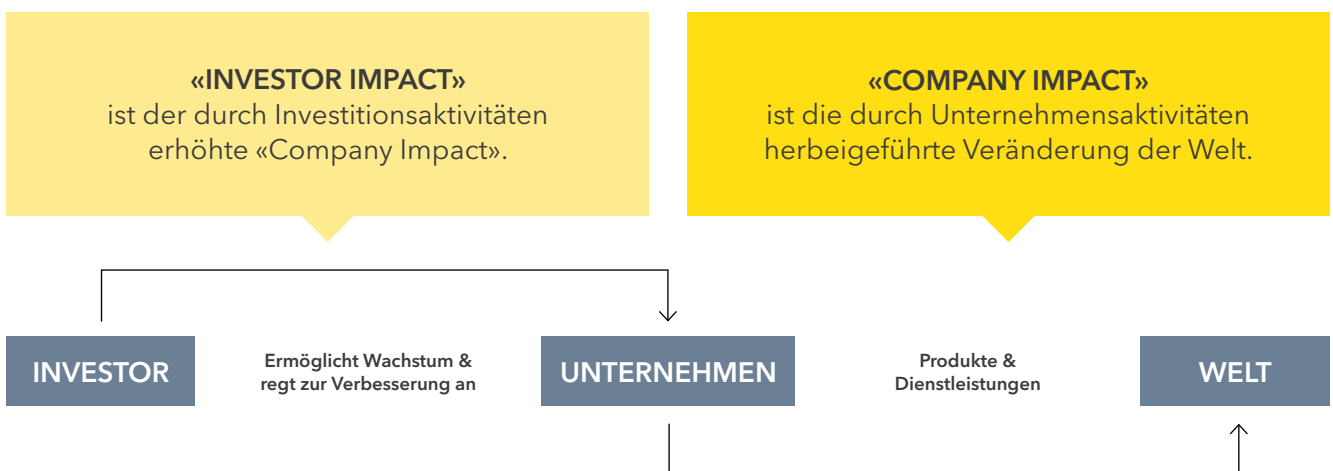 «INVESTOR IMPACT»
ist der durch Investitionsaktivitäten
erhöhte «Company Impact».
«COMPANY IMPACT»
ist die durch Unternehmensaktivitäten
herbeigeführte Veränderung der Welt.
INVESTOR
Ermöglicht Wachstum &
regt zur Verbesserung an
UNTERNEHMEN
Produkte &
Dienstleistungen
WELT